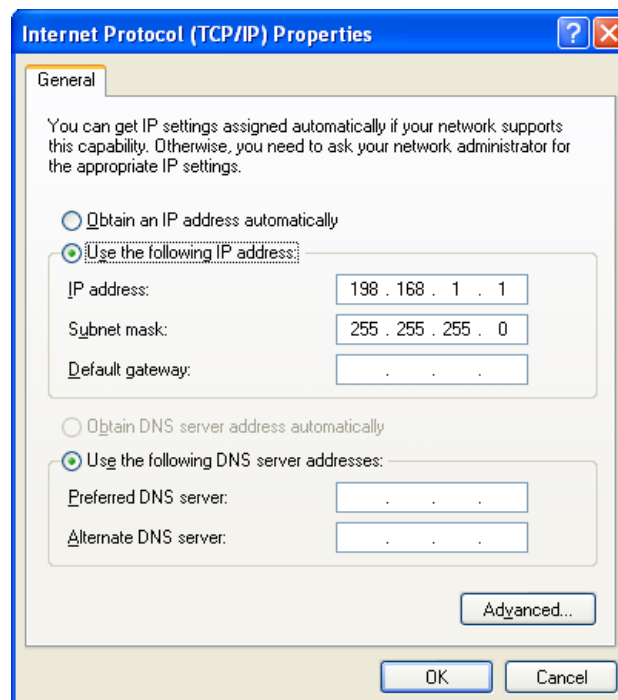 Internet Protocol (TCP/IP) Properties
General
You can get IP settings assigned automatically if your network supports
this capability. Otherwise, you need to ask your network administrator for
the appropriate IP settings.
Obtain an IP address automatically
Use the following IP address:
IP address: 198 . 168 . 1 . 1
Subnet mask: 255 . 255 . 255 . 0
Default gateway: . . .
Obtain DNS server address automatically
Use the following DNS server addresses:
Preferred DNS server: . . .
Alternate DNS server: . . .
Advanced...
OK Cancel